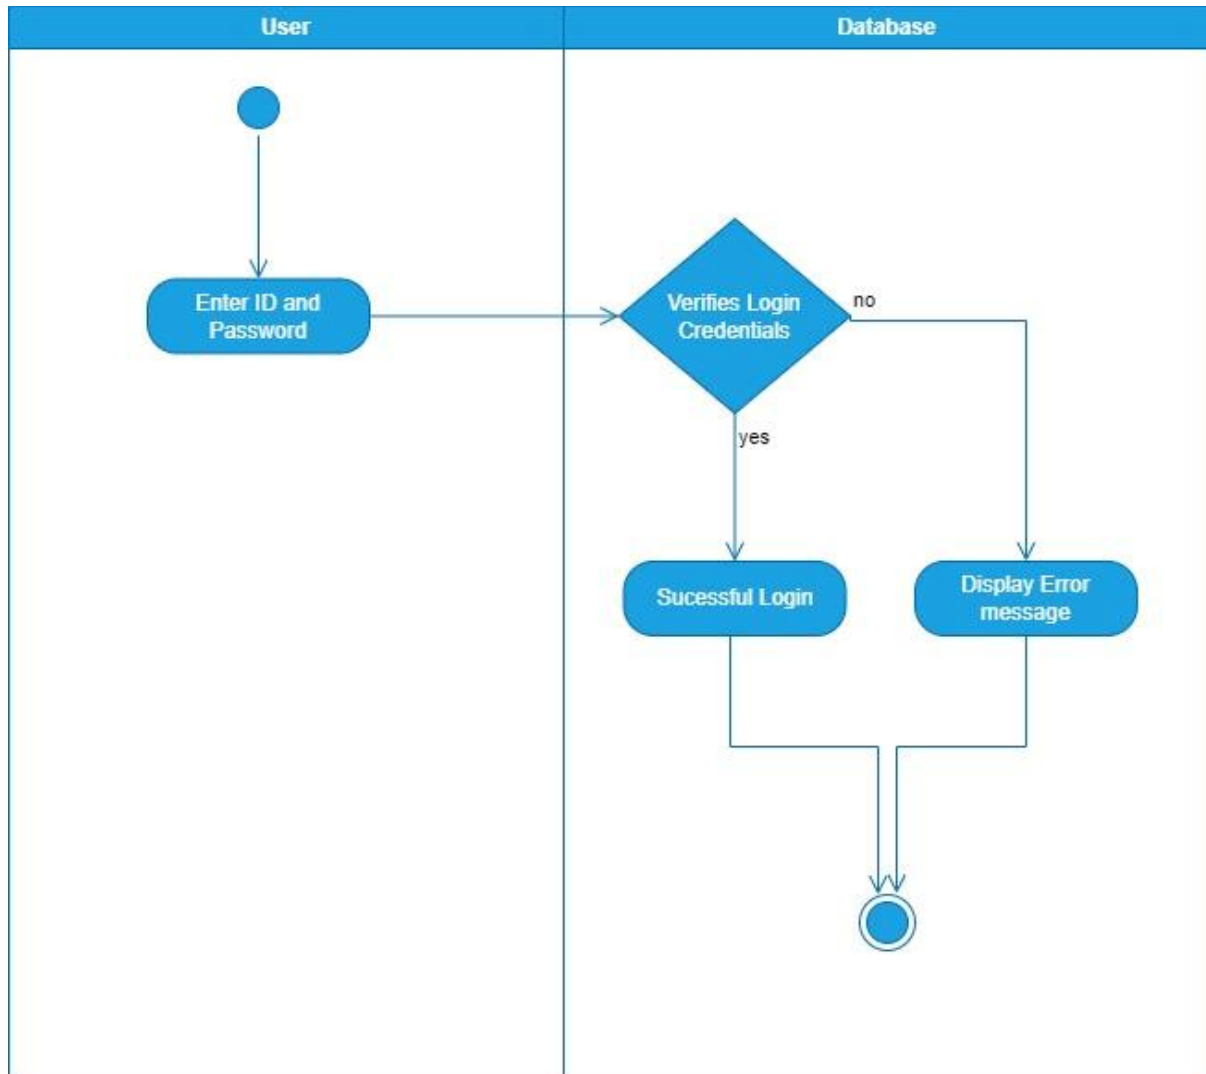 User
Database
Enter ID and
Password
Verifies Login
Credentials
no
yes
Sucessful Login
Display Error
message